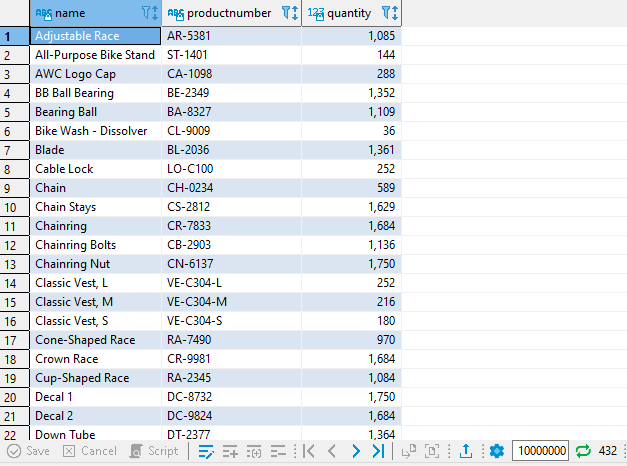 ABC name ABC productnumber 123 quantity
1 Adjustable Race AR-5381 1,085
2 All-Purpose Bike Stand ST-1401 144
3 AWC Logo Cap CA-1098 288
4 BB Ball Bearing BE-2349 1,352
5 Bearing Ball BA-8327 1,109
6 Bike Wash - Dissolver CL-9009 36
7 Blade BL-2036 1,361
8 Cable Lock LO-C100 252
9 Chain CH-0234 589
10 Chain Stays CS-2812 1,629
11 Chainring CR-7833 1,684
12 Chainring Bolts CB-2903 1,136
13 Chainring Nut CN-6137 1,750
14 Classic Vest, L VE-C304-L 252
15 Classic Vest, M VE-C304-M 216
16 Classic Vest, S VE-C304-S 180
17 Cone-Shaped Race RA-7490 970
18 Crown Race CR-9981 1,684
19 Cup-Shaped Race RA-2345 1,084
20 Decal 1 DC-8732 1,750
21 Decal 2 DC-9824 1,684
22 Down Tube DT-2377 1,364
Save Cancel Script 10000000 432